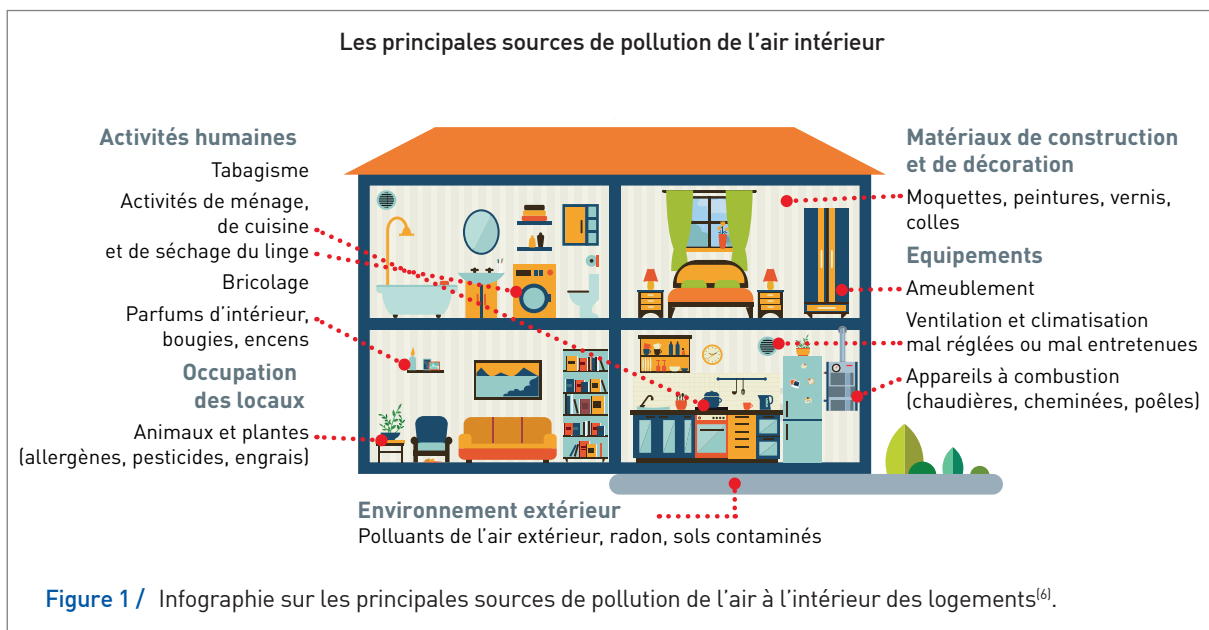 Les principales sources de pollution de l’air intérieur
Activités humaines
Tabagisme
Activités de ménage,
de cuisine
et de séchage du linge
Bricolage
Parfums d’intérieur,
bougies, encens
Occupation
des locaux
Animaux et plantes
(allergènes, pesticides, engrais)
Matériaux de construction
et de décoration
Moquettes, peintures, vernis,
colles
Equipements
Ameublement
Ventilation et climatisation
mal réglées ou mal entretenues
Appareils à combustion
(chaudières, cheminées, poêles)
Environnement extérieur
Polluants de l’air extérieur, radon, sols contaminés
Figure 1 / Infographie sur les principales sources de pollution de l’air à l’intérieur des logements(6).